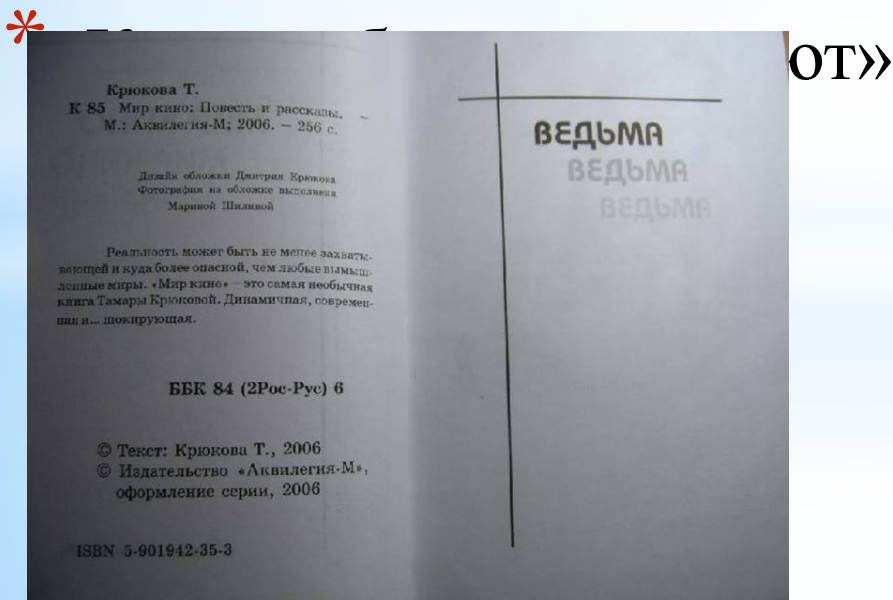 от»
Крюкова Т.
К 85 Мир кино: Повесть и рассказы. –
М.: Аквилегия-М; 2006. – 256 с.
Дизайн обложки Дмитрия Крюкова
Фотография на обложке выполнена
Мариной Шилиной
Реальность может быть не менее захваты-
вающей и куда более опасной, чем любые вымыш-
ленные миры. «Мир кино» – это самая необычная
книга Тамары Крюковой. Динамичная, современ-
ная и... шокирующая.
ББК 84 (2Рос-Рус) 6
© Текст: Крюкова Т., 2006
© Издательство «Аквилегия-М»,
оформление серии, 2006
ISBN 5-901942-35-3
ВЕДЬМА
ВЕДЬМА
ВЕДЬМА